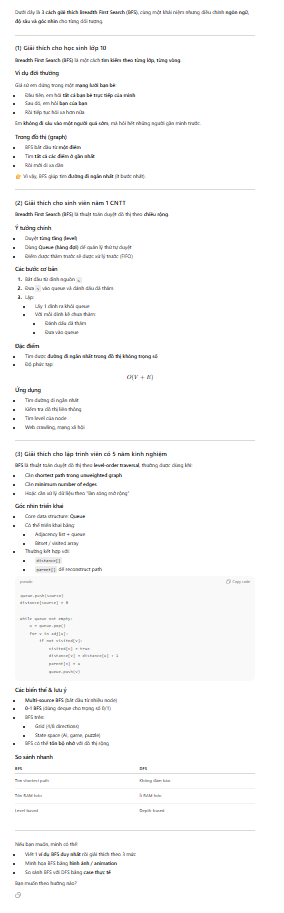 Dưới đây là 3 cách giải thích Breadth First Search (BFS), cùng một khái niệm nhưng điều chỉnh ngôn ngữ,
độ sâu và góc nhìn cho từng đối tượng.
(1) Giải thích cho học sinh lớp 10
Breadth First Search (BFS) là một cách tìm kiếm theo từng lớp, từng vòng.
Ví dụ đời thường
Giả sử em đứng trong một mạng lưới bạn bè
Đầu tiên, em hỏi tất cả bạn bè trực tiếp của mình
Sau đó, em hỏi bạn của bạn
Rồi tiếp tục hỏi xa hơn nữa
Em không đi sâu vào một người quá sớm, mà hỏi hết những người gần mình trước.
Trong đồ thị (graph)
BFS bắt đầu từ một điểm
Tìm tất cả các điểm ở gần nhất
Rồi mới đi xa dần
👉 Vì vậy, BFS giúp tìm đường đi ngắn nhất (ít bước nhất).
(2) Giải thích cho sinh viên năm 1 CNTT
Breadth First Search (BFS) là thuật toán duyệt đồ thị theo chiều rộng.
Ý tưởng chính
Duyệt từng tầng (level)
Dùng Queue (hàng đợi) để quản lý thứ tự duyệt
Điểm được thăm trước sẽ được xử lý trước (FIFO)
Các bước cơ bản
1. Bắt đầu từ đỉnh nguồn s
2. Đưa s vào queue và đánh dấu đã thăm
3. Lặp:
Lấy 1 đỉnh ra khỏi queue
Với mỗi đỉnh kề chưa thăm:
Đánh dấu đã thăm
Đưa vào queue
Đặc điểm
Tìm được đường đi ngắn nhất trong đồ thị không trọng số
Độ phức tạp:
O(V + E)
Ứng dụng
Tìm đường đi ngắn nhất
Kiểm tra đồ thị liên thông
Tìm level của node
Web crawling, mạng xã hội
(3) Giải thích cho lập trình viên có 5 năm kinh nghiệm
BFS là thuật toán duyệt đồ thị theo level-order traversal, thường được dùng khi:
Cần shortest path trong unweighted graph
Cần minimum number of edges
Hoặc cần xử lý dữ liệu theo "làn sóng mở rộng"
Góc nhìn triển khai
Core data structure: Queue
Có thể triển khai bằng:
Adjacency list + queue
Bitset / visited array
Thường kết hợp với:
distance[]
parent[] để reconstruct path
pseudo
Copy code
queue.push(source)
distance[source] = 0
while queue not empty:
u = queue.pop()
for v in adj[u]:
if not visited[v]:
visited[v] = true
distance[v] = distance[u] + 1
parent[v] = u
queue.push(v)
Các biến thể & lưu ý
Multi-source BFS (bắt đầu từ nhiều node)
0-1 BFS (dùng deque cho trọng số 0/1)
BFS trên:
Grid (4/8 directions)
State space (AI, game, puzzle)
BFS có thể tốn bộ nhớ với đồ thị rộng
So sánh nhanh
BFS DFS
Tìm shortest path Không đảm bảo
Tốn RAM hơn Ít RAM hơn
Level-based Depth-based
Nếu bạn muốn, mình có thể:
Viết 1 ví dụ BFS duy nhất rồi giải thích theo 3 mức
Minh họa BFS bằng hình ảnh / animation
So sánh BFS với DFS bằng case thực tế
Bạn muốn theo hướng nào?